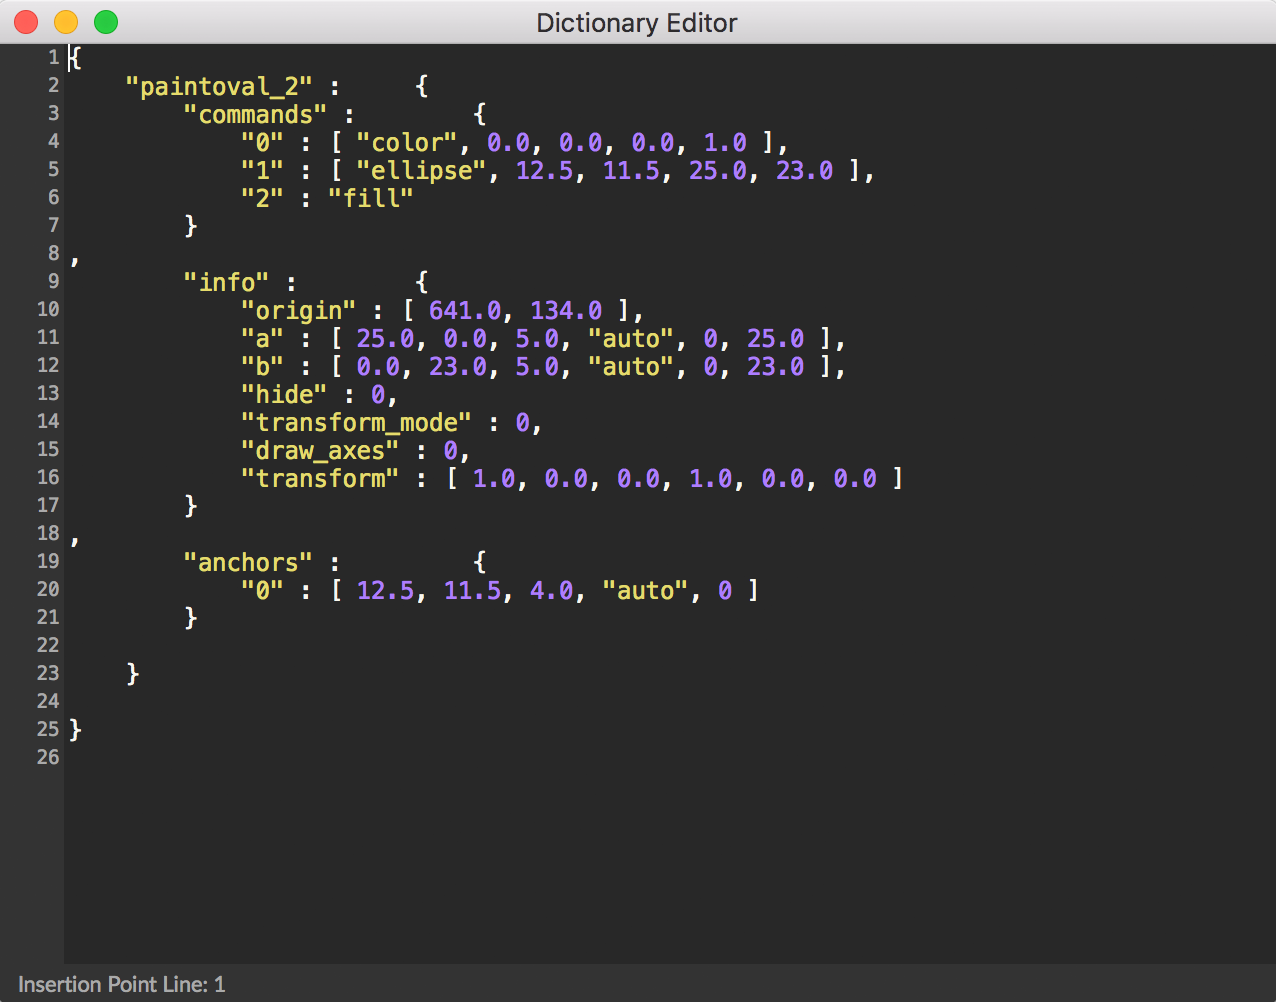 Dictionary Editor
1 {
2     "paintoval_2" :     {
3         "commands" :        {
4             "0" : [ "color", 0.0, 0.0, 0.0, 1.0 ],
5             "1" : [ "ellipse", 12.5, 11.5, 25.0, 23.0 ],
6             "2" : "fill"
7         }
8 ,
9         "info" :        {
10             "origin" : [ 641.0, 134.0 ],
11             "a" : [ 25.0, 0.0, 5.0, "auto", 0, 25.0 ],
12             "b" : [ 0.0, 23.0, 5.0, "auto", 0, 23.0 ],
13             "hide" : 0,
14             "transform_mode" : 0,
15             "draw_axes" : 0,
16             "transform" : [ 1.0, 0.0, 0.0, 1.0, 0.0, 0.0 ]
17         }
18 ,
19         "anchors" :         {
20             "0" : [ 12.5, 11.5, 4.0, "auto", 0 ]
21         }
22
23     }
24
25 }
26
Insertion Point Line: 1